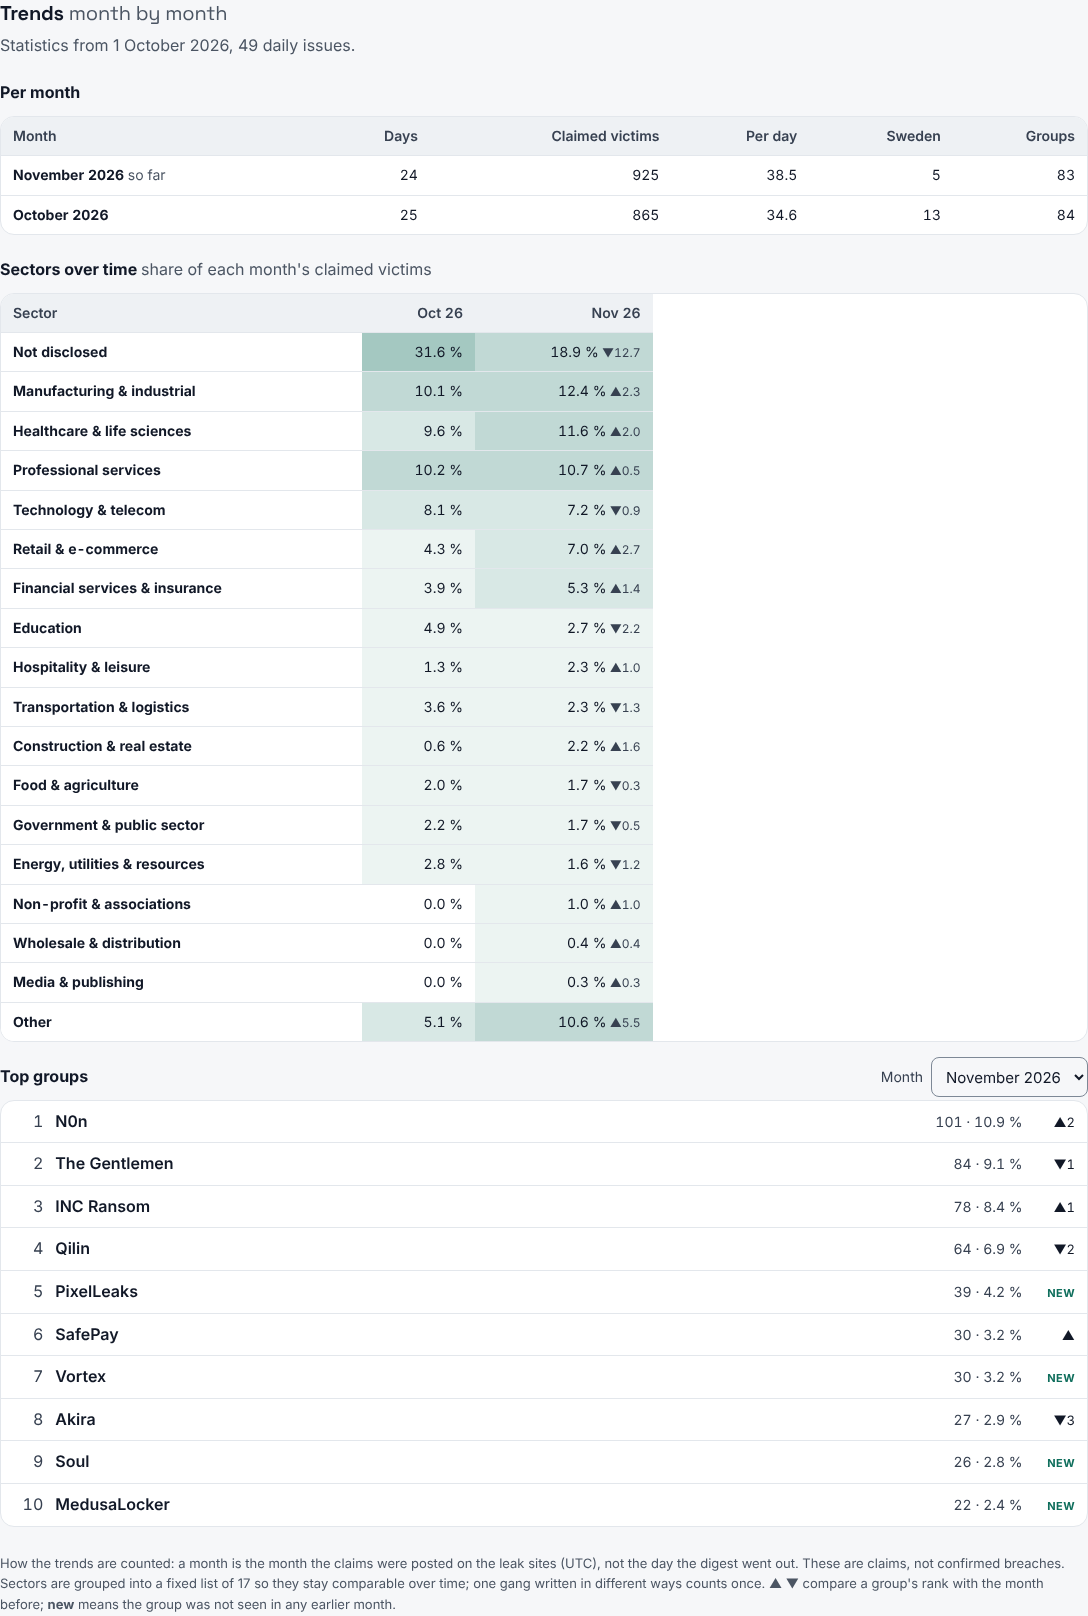 Trends month by month
Statistics from 1 October 2026, 49 daily issues.
Per month
Month Days Claimed victims Per day Sweden Groups
November 2026 so far 24 925 38.5 5 83
October 2026 25 865 34.6 13 84
Sectors over time share of each month's claimed victims
Sector Oct 26 Nov 26
Not disclosed 31.6 % 18.9 % ▼12.7
Manufacturing & industrial 10.1 % 12.4 % ▲2.3
Healthcare & life sciences 9.6 % 11.6 % ▲2.0
Professional services 10.2 % 10.7 % ▲0.5
Technology & telecom 8.1 % 7.2 % ▼0.9
Retail & e-commerce 4.3 % 7.0 % ▲2.7
Financial services & insurance 3.9 % 5.3 % ▲1.4
Education 4.9 % 2.7 % ▼2.2
Hospitality & leisure 1.3 % 2.3 % ▲1.0
Transportation & logistics 3.6 % 2.3 % ▼1.3
Construction & real estate 0.6 % 2.2 % ▲1.6
Food & agriculture 2.0 % 1.7 % ▼0.3
Government & public sector 2.2 % 1.7 % ▼0.5
Energy, utilities & resources 2.8 % 1.6 % ▼1.2
Non-profit & associations 0.0 % 1.0 % ▲1.0
Wholesale & distribution 0.0 % 0.4 % ▲0.4
Media & publishing 0.0 % 0.3 % ▲0.3
Other 5.1 % 10.6 % ▲5.5
Top groups Month November 2026
1 N0n 101 · 10.9 % ▲2
2 The Gentlemen 84 · 9.1 % ▼1
3 INC Ransom 78 · 8.4 % ▲1
4 Qilin 64 · 6.9 % ▼2
5 PixelLeaks 39 · 4.2 % NEW
6 SafePay 30 · 3.2 % ▲
7 Vortex 30 · 3.2 % NEW
8 Akira 27 · 2.9 % ▼3
9 Soul 26 · 2.8 % NEW
10 MedusaLocker 22 · 2.4 % NEW
How the trends are counted: a month is the month the claims were posted on the leak sites (UTC), not the day the digest went out. These are claims, not confirmed breaches.
Sectors are grouped into a fixed list of 17 so they stay comparable over time; one gang written in different ways counts once. ▲ ▼ compare a group's rank with the month
before; new means the group was not seen in any earlier month.